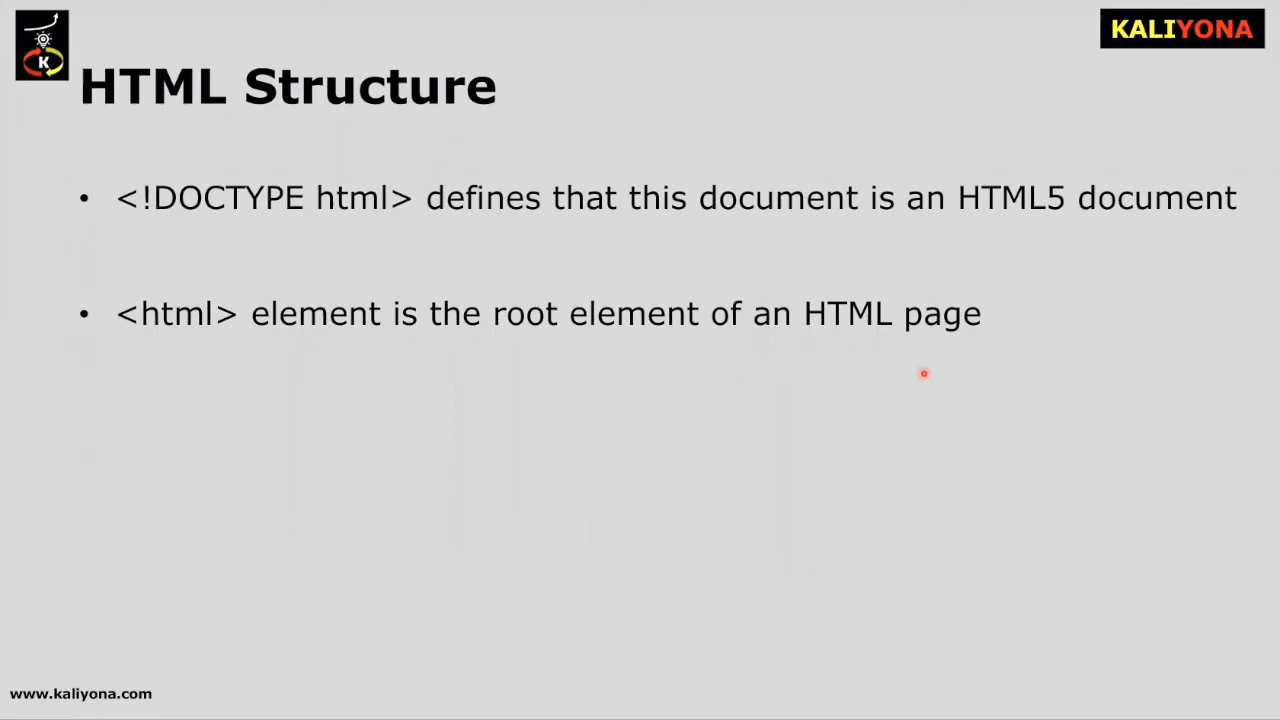 KALIYONA
K
HTML Structure
• <!DOCTYPE html> defines that this document is an HTML5 document
• <html> element is the root element of an HTML page
www.kaliyona.com